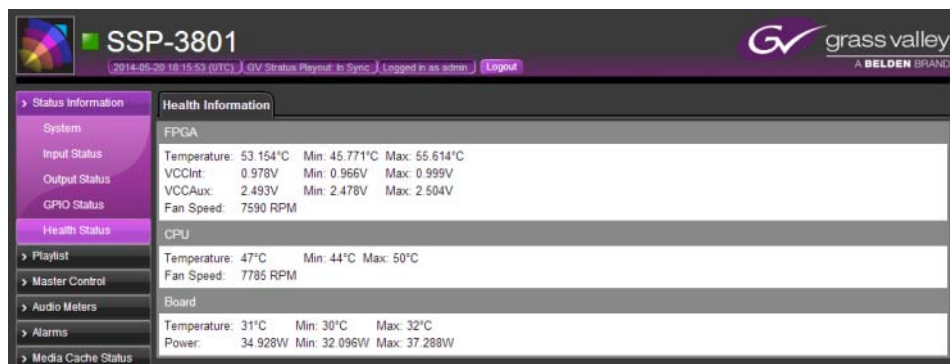 SSP-3801
2014-05-20 18:15:53 (UTC) GV Stratus Playout: In Sync Logged in as admin Logout
GV grass valley
A BELDEN BRAND
> Status Information
System
Input Status
Output Status
GPIO Status
Health Status
> Playlist
> Master Control
> Audio Meters
> Alarms
> Media Cache Status
Health Information
FPGA
Temperature: 53.154°C Min: 45.771°C Max: 55.614°C
VCCInt: 0.978V Min: 0.966V Max: 0.999V
VCCAux: 2.493V Min: 2.478V Max: 2.504V
Fan Speed: 7590 RPM
CPU
Temperature: 47°C Min: 44°C Max: 50°C
Fan Speed: 7785 RPM
Board
Temperature: 31°C Min: 30°C Max: 32°C
Power: 34.928W Min: 32.096W Max: 37.288W